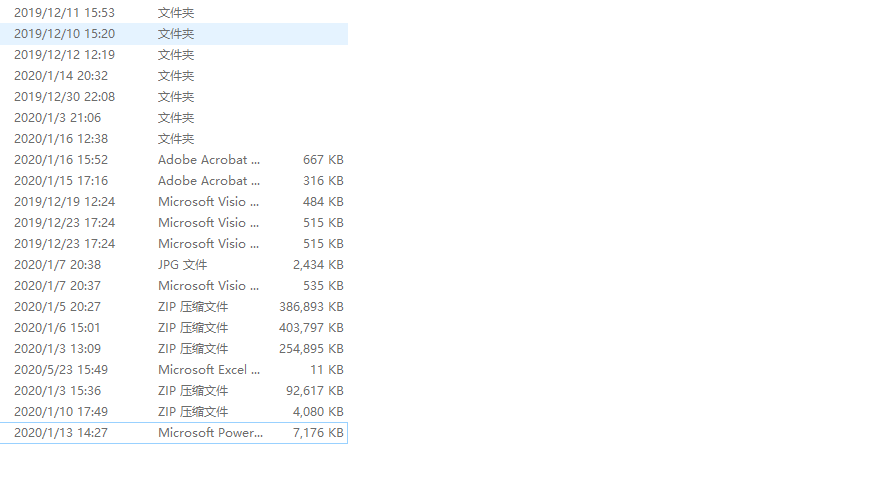 2019/12/11 15:53 文件夹
2019/12/10 15:20 文件夹
2019/12/12 12:19 文件夹
2020/1/14 20:32 文件夹
2019/12/30 22:08 文件夹
2020/1/3 21:06 文件夹
2020/1/16 12:38 文件夹
2020/1/16 15:52 Adobe Acrobat ... 667 KB
2020/1/15 17:16 Adobe Acrobat ... 316 KB
2019/12/19 12:24 Microsoft Visio ... 484 KB
2019/12/23 17:24 Microsoft Visio ... 515 KB
2019/12/23 17:24 Microsoft Visio ... 515 KB
2020/1/7 20:38 JPG 文件 2,434 KB
2020/1/7 20:37 Microsoft Visio ... 535 KB
2020/1/5 20:27 ZIP 压缩文件 386,893 KB
2020/1/6 15:01 ZIP 压缩文件 403,797 KB
2020/1/3 13:09 ZIP 压缩文件 254,895 KB
2020/5/23 15:49 Microsoft Excel ... 11 KB
2020/1/3 15:36 ZIP 压缩文件 92,617 KB
2020/1/10 17:49 ZIP 压缩文件 4,080 KB
2020/1/13 14:27 Microsoft Power... 7,176 KB